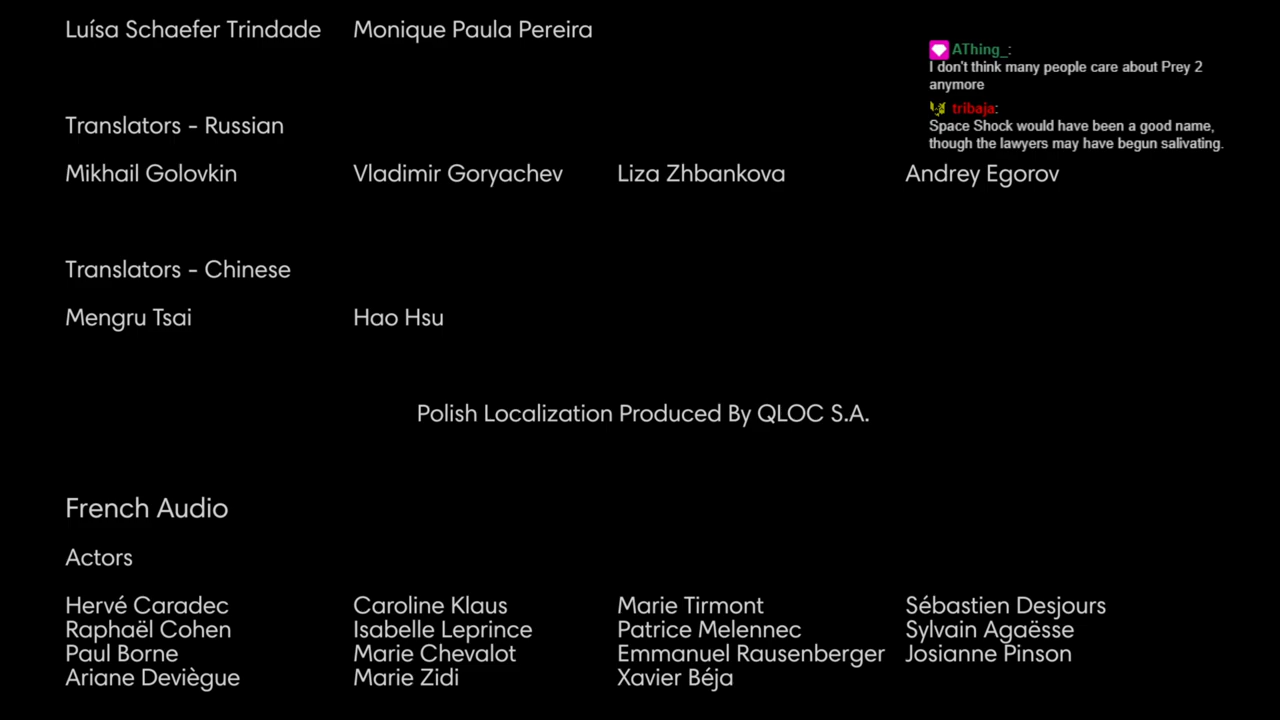 Luísa Schaefer Trindade Monique Paula Pereira
AThing_:
I don't think many people care about Prey 2
anymore
tribaja:
Space Shock would have been a good name,
though the lawyers may have begun salivating.
Translators - Russian
Mikhail Golovkin Vladimir Goryachev Liza Zhbankova Andrey Egorov
Translators - Chinese
Mengru Tsai Hao Hsu
Polish Localization Produced By QLOC S.A.
French Audio
Actors
Hervé Caradec Caroline Klaus Marie Tirmont Sébastien Desjours
Raphaël Cohen Isabelle Leprince Patrice Melennec Sylvain Agaësse
Paul Borne Marie Chevalot Emmanuel Rausenberger Josianne Pinson
Ariane Deviègue Marie Zidi Xavier Béja